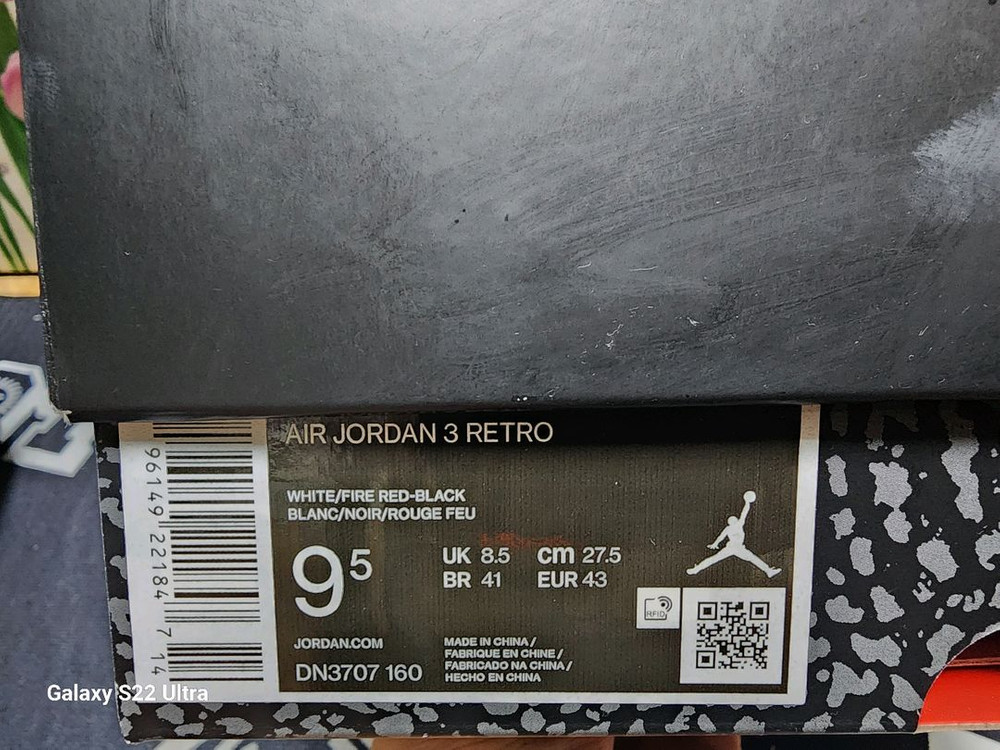 AIR JORDAN 3 RETRO
WHITE/FIRE RED-BLACK
BLANC/NOIR/ROUGE FEU
9 5
UK 8.5 cm 27.5
BR 41 EUR 43
RFID
JORDAN.COM
DN3707 160
MADE IN CHINA /
FABRIQUE EN CHINE /
FABRICADO NA CHINA /
HECHO EN CHINA
96149 22184 7 14
Galaxy S22 Ultra